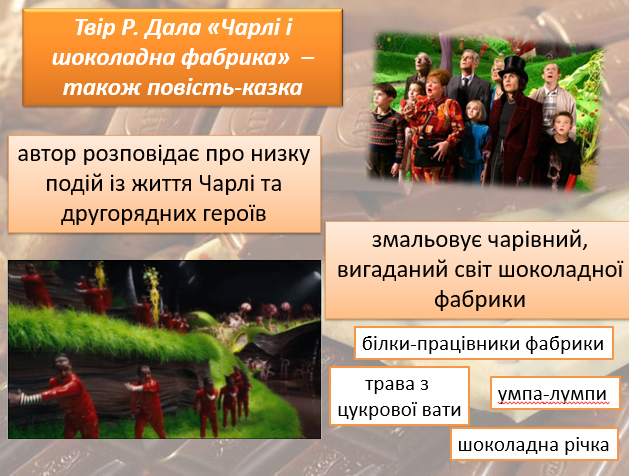 Твір Р. Дала «Чарлі і
шоколадна фабрика» –
також повість-казка
автор розповідає про низку
подій із життя Чарлі та
другорядних героїв
змальовує чарівний,
вигаданий світ шоколадної
фабрики
білки-працівники фабрики
трава з
цукрової вати
умпа-лумпи
шоколадна річка